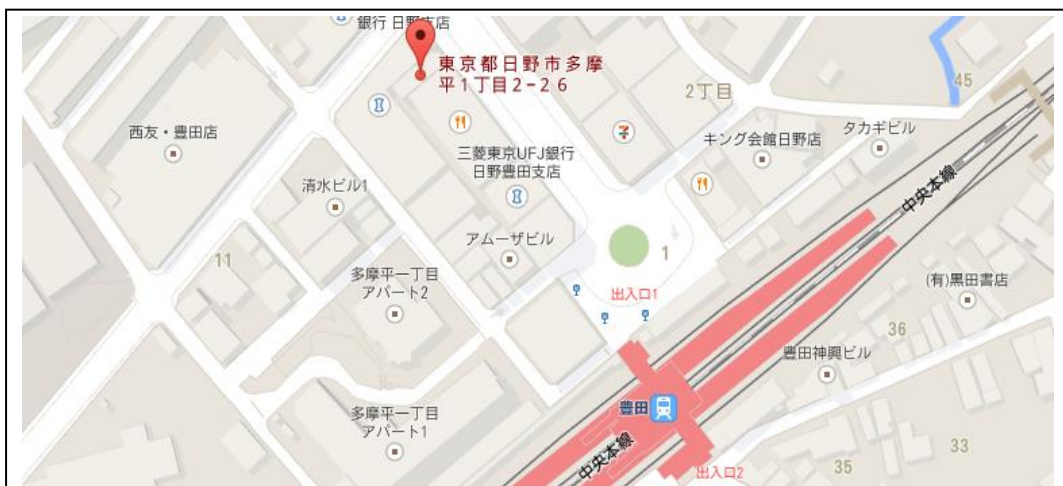 銀行 日野支店
東京都日野市多摩
平1丁目2-26
2丁目
45
西友・豊田店
キング会館日野店
タカギビル
三菱東京UFJ銀行
日野豊田支店
清水ビル1
中央本線
アムーザビル
1
11
多摩平一丁目
アパート2
出入口1
(有)黒田書店
36
豊田神興ビル
豊田
多摩平一丁目
アパート1
中央本線
出入口2
35
33